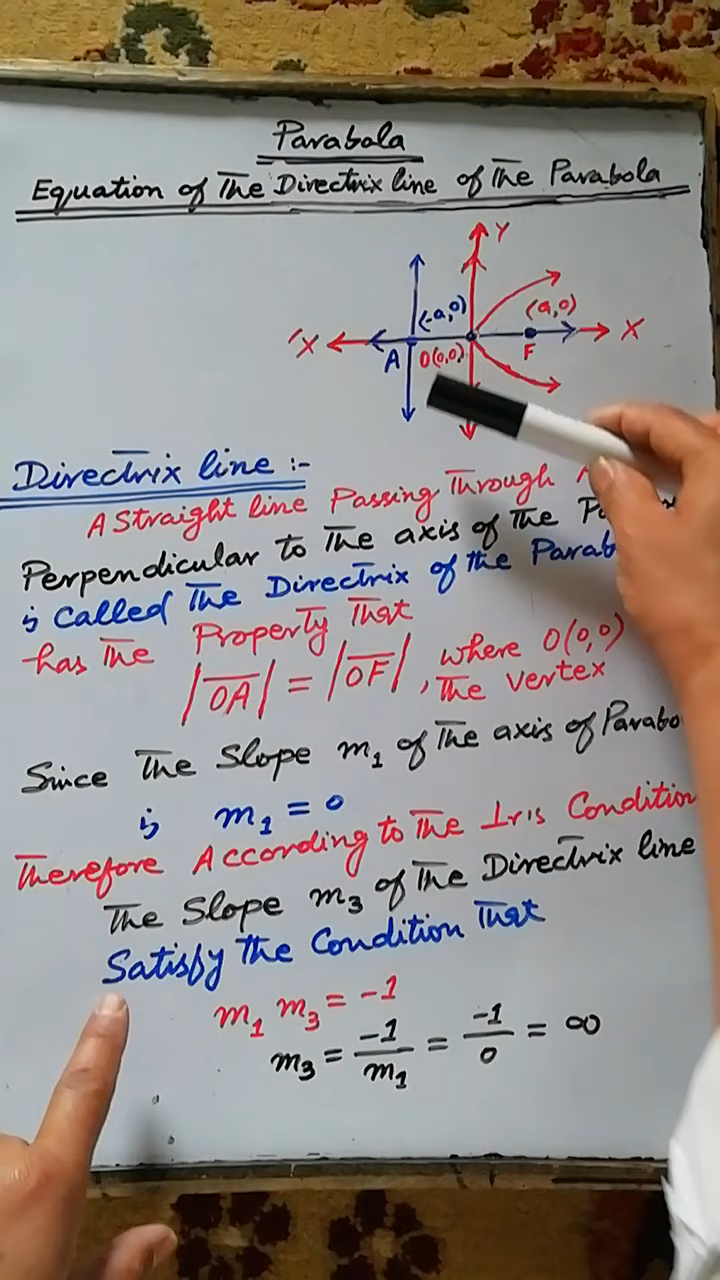 Parabola
Equation of The Directrix line of The Parabola
Y
(-a,0) (a,0)
'X X
A O(0,0) F
Directrix line :-
A Straight line Passing Through
Perpendicular to The axis of The
is Called The Directrix of the Parab
has The Property That
|OA| = |OF|, where O(0,0)
The vertex
Since The Slope m₁ of The axis of Parabo
is m₁ = 0
Therefore According to The ⊥ris Condition
The Slope m₃ of The Directrix line
Satisfy The Condition That
m₁ m₃ = -1
m₃ = -1/m₁ = -1/0 = ∞